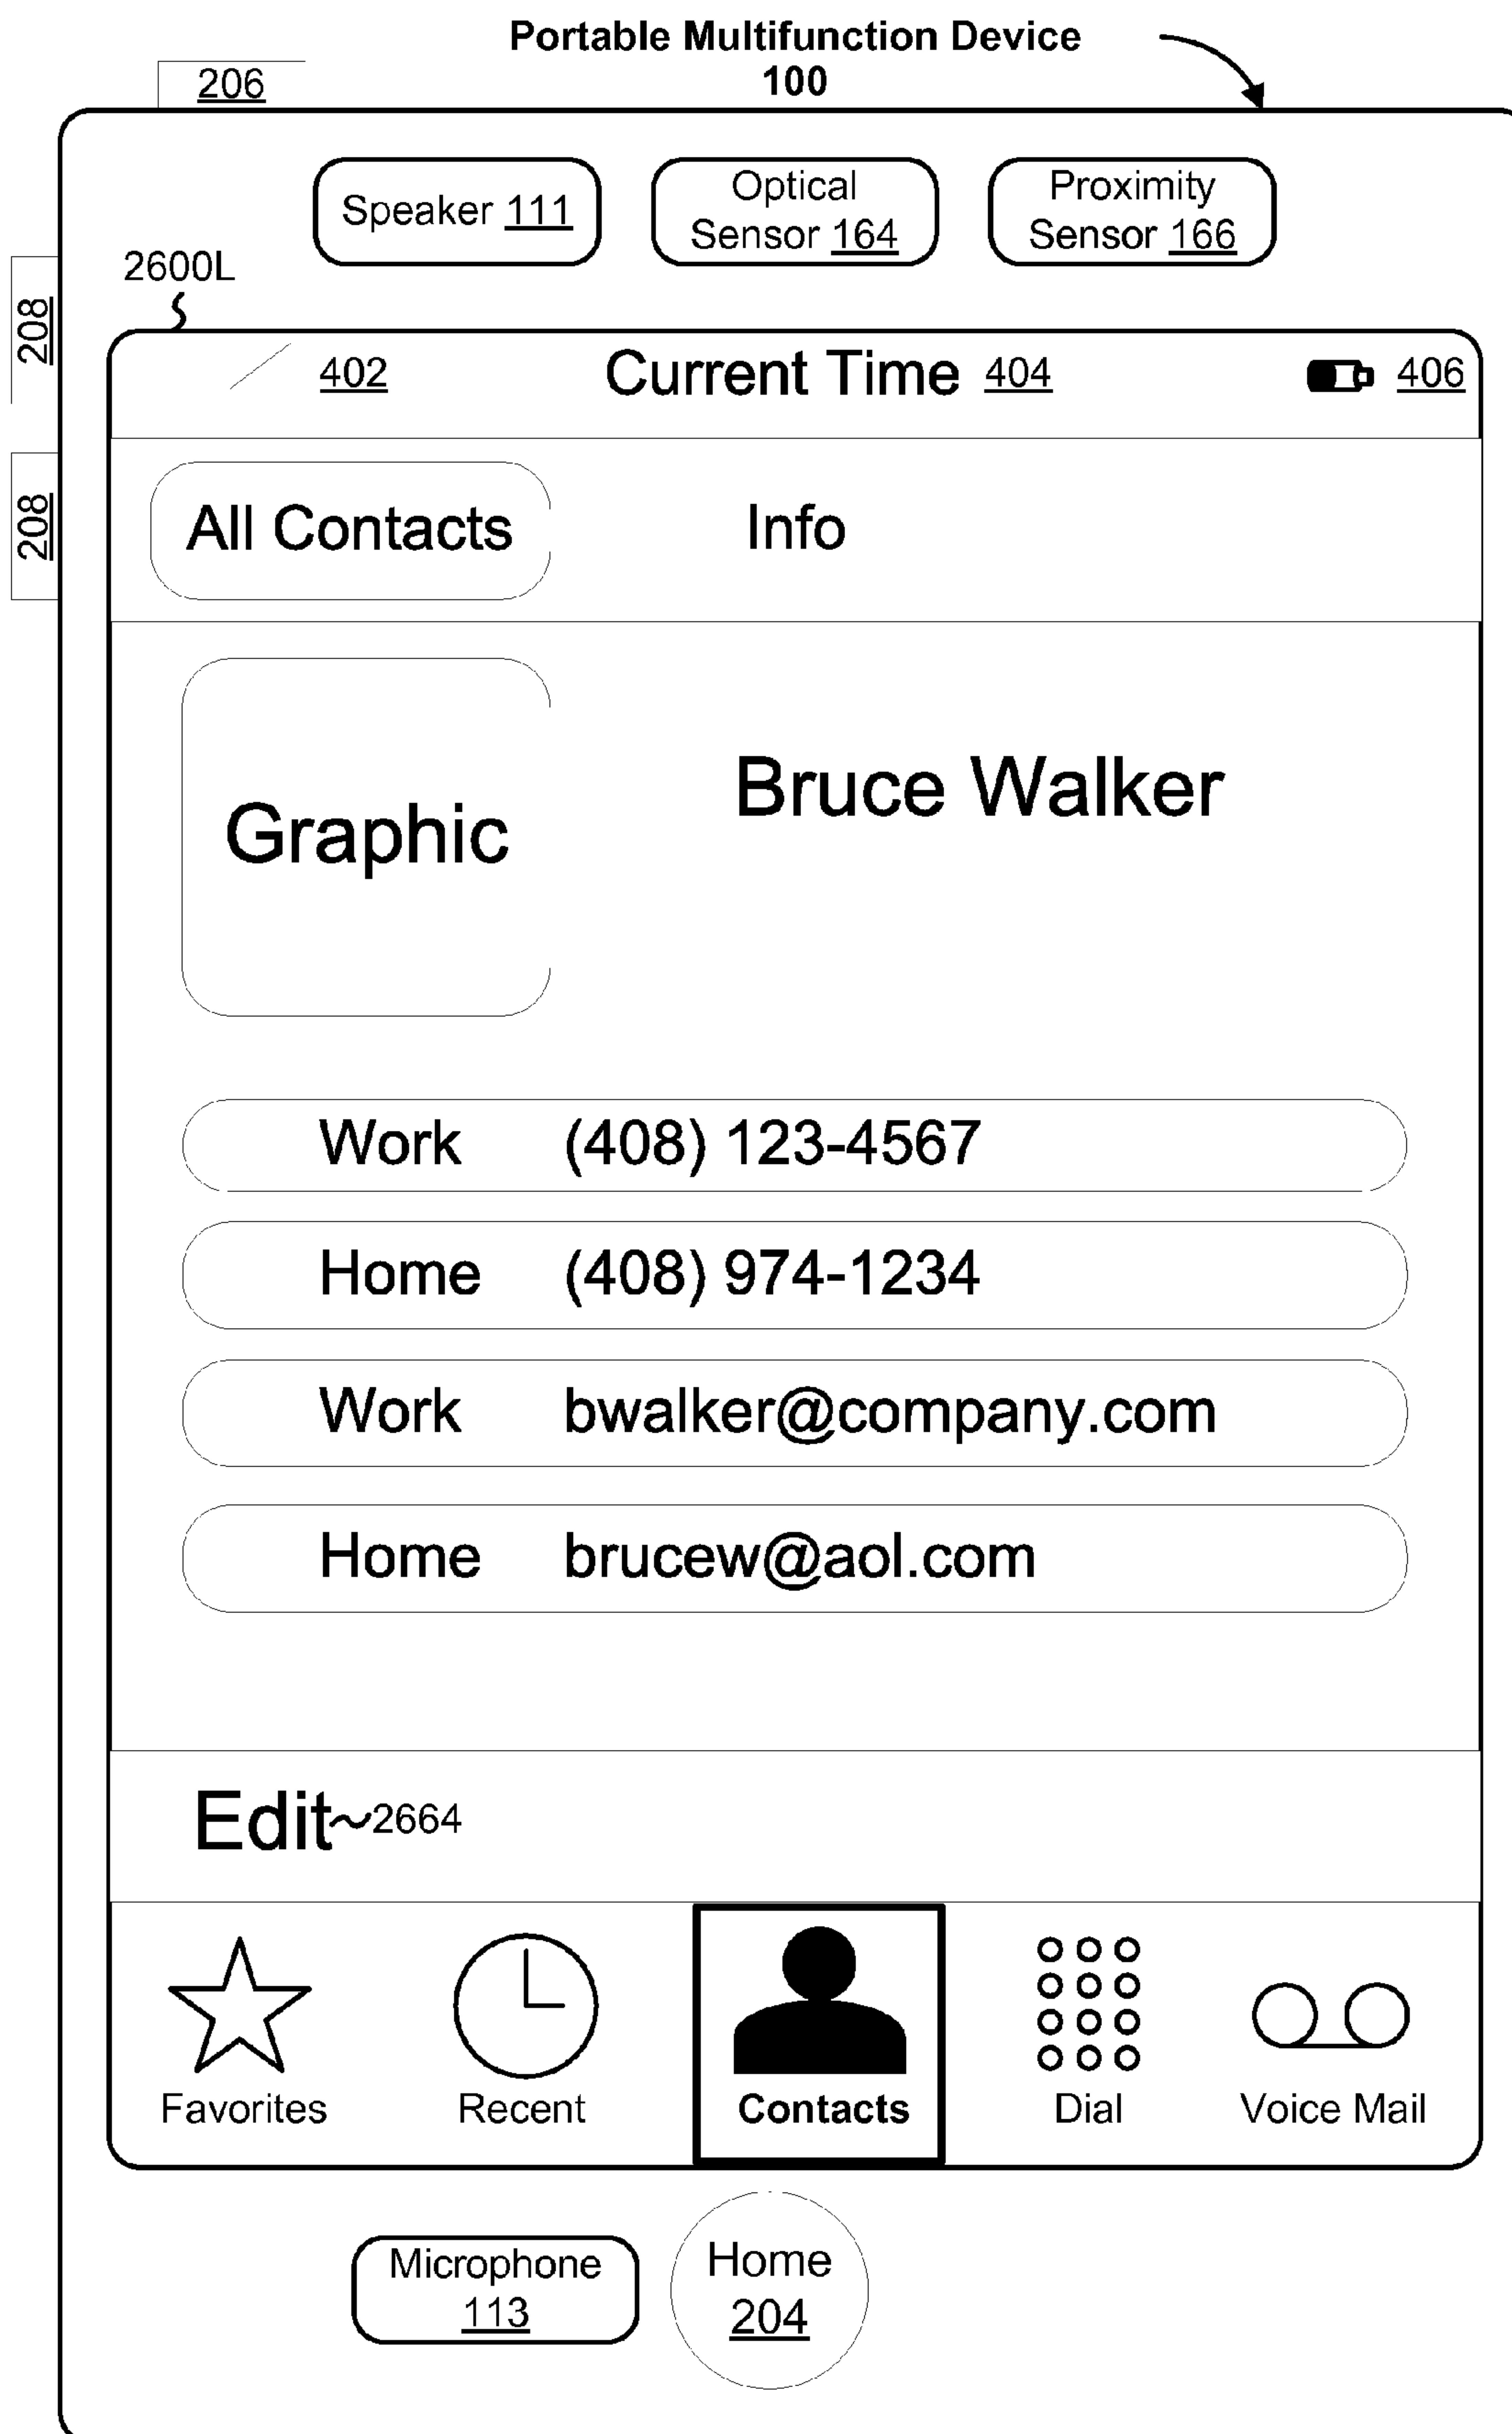 Portable Multifunction Device
100
206
Speaker 111
Optical
Sensor 164
Proximity
Sensor 166
2600L
208
402
Current Time 404
406
208
All Contacts
Info
Graphic
Bruce Walker
Work (408) 123-4567
Home (408) 974-1234
Work bwalker@company.com
Home brucew@aol.com
Edit~2664
Favorites
Recent
Contacts
Dial
Voice Mail
Microphone
113
Home
204